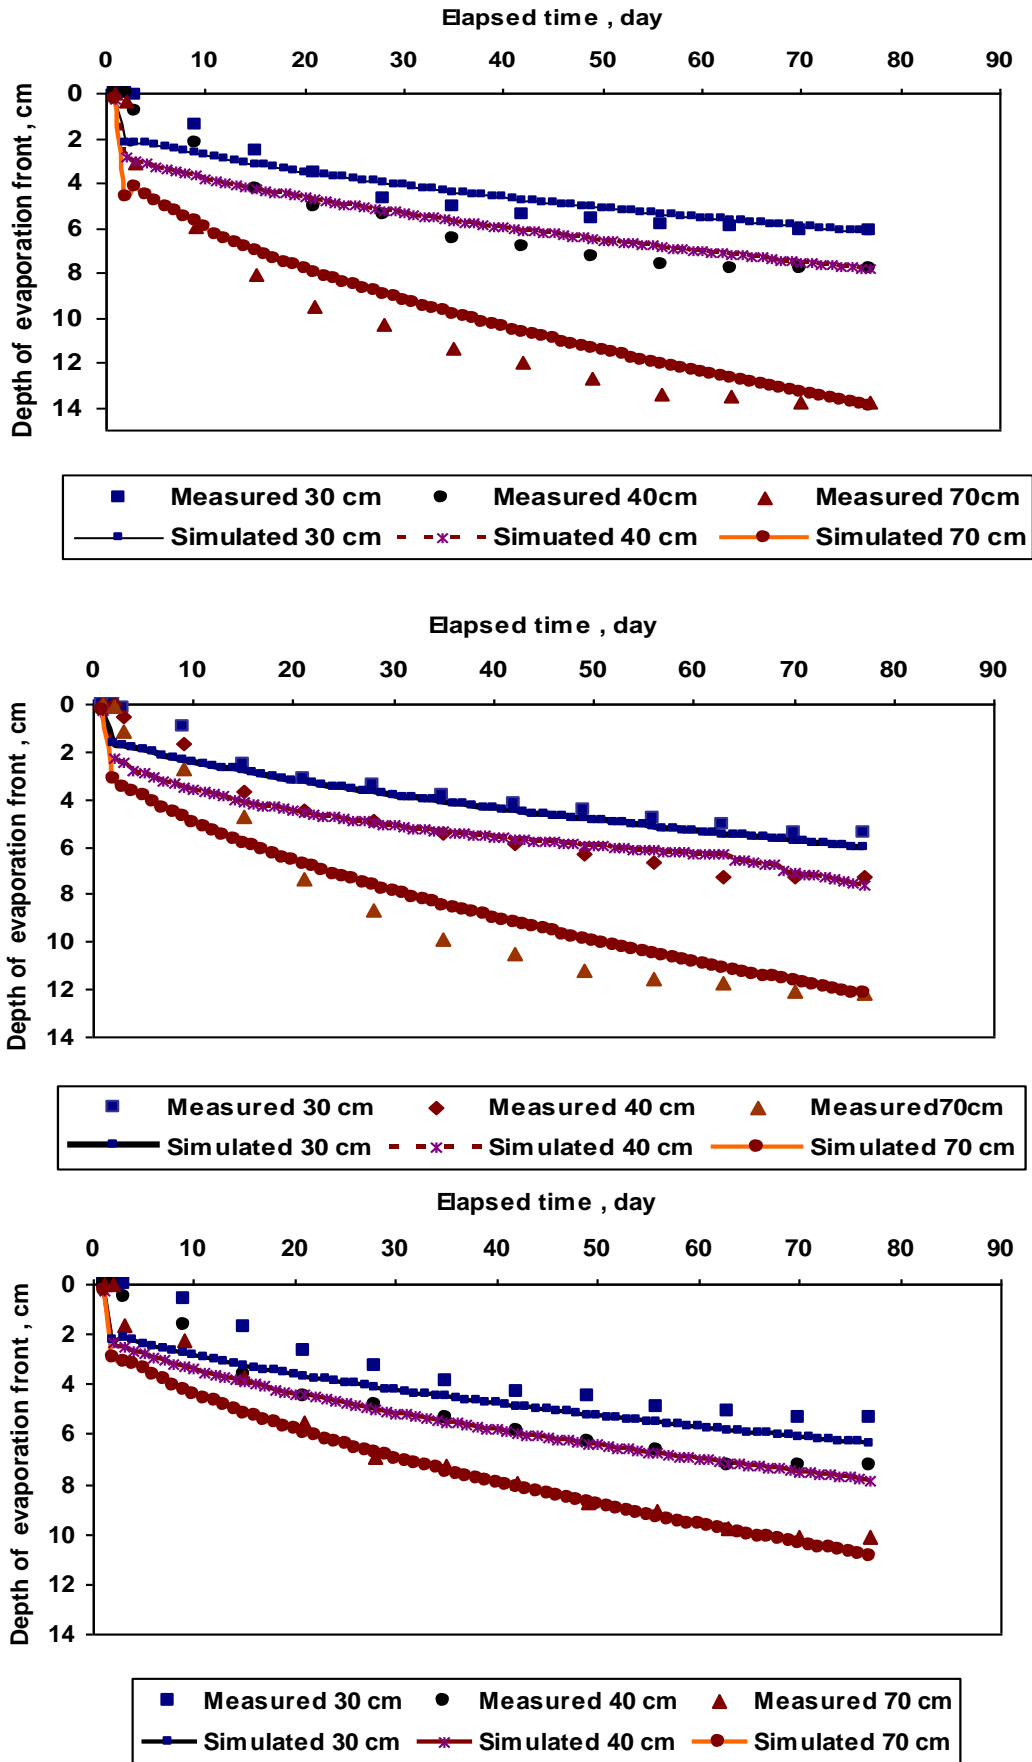 Elapsed time , day
0 10 20 30 40 50 60 70 80 90
Depth of evaporation front , cm
0
2
4
6
8
10
12
14
Measured 30 cm Measured 40cm Measured 70cm
Simulated 30 cm Simuated 40 cm Simulated 70 cm
Elapsed time , day
0 10 20 30 40 50 60 70 80 90
Depth of evaporation front , cm
0
2
4
6
8
10
12
14
Measured 30 cm Measured 40 cm Measured70cm
Simulated 30 cm Simulated 40 cm Simulated 70 cm
Elapsed time , day
0 10 20 30 40 50 60 70 80 90
Depth of evaporation front, cm
0
2
4
6
8
10
12
14
Measured 30 cm Measured 40 cm Measured 70 cm
Simulated 30 cm Simulated 40 cm Simulated 70 cm